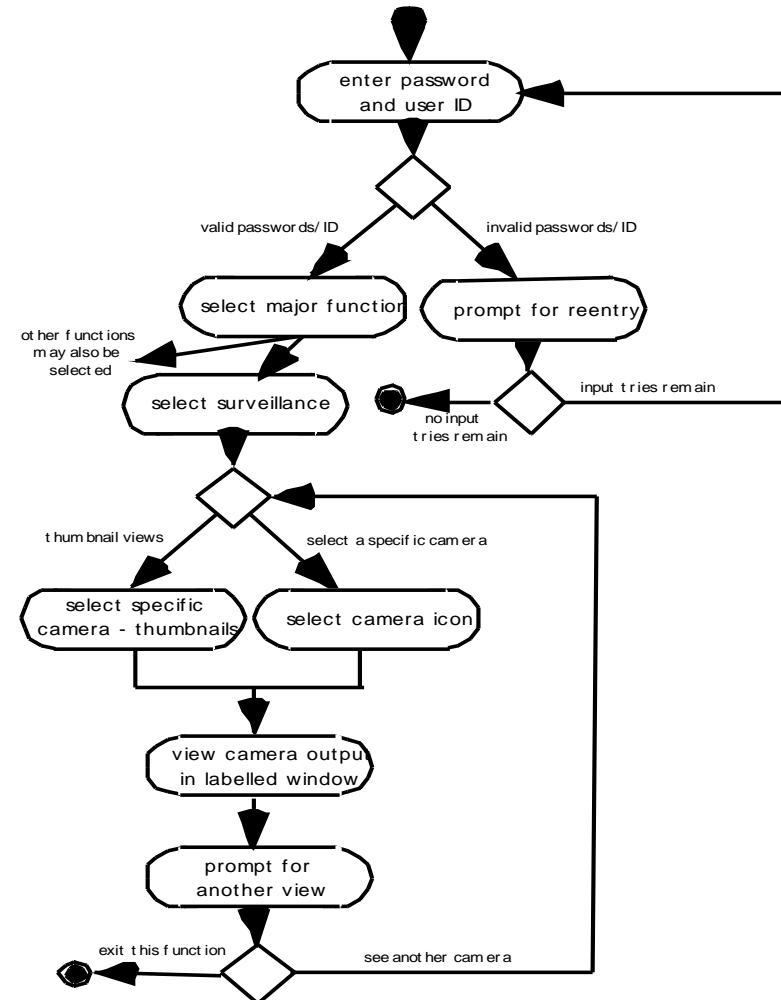 enter password
and user ID
valid passwords/ID
invalid passwords/ID
select major function
prompt for reentry
other functions
may also be
selected
input tries remain
select surveillance
no input
tries remain
thumbnail views
select a specific camera
select specific
camera - thumbnails
select camera icon
view camera output
in labelled window
prompt for
another view
exit this function
see another camera